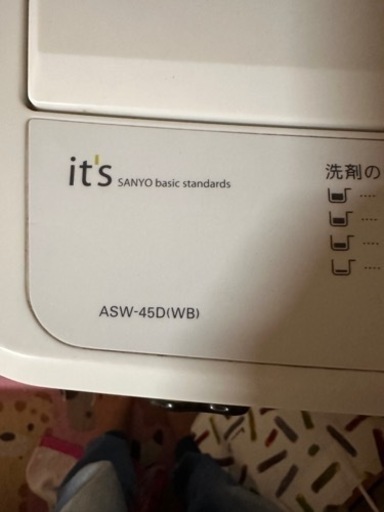 it's SANYO basic standards
洗剤の
ASW-45D(WB)